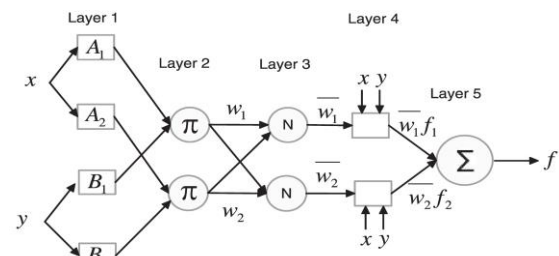 Layer 1
Layer 4
A₁
x
Layer 2
Layer 3
x y
Layer 5
A₂
w₁
w̅₁
w̅₁f₁
π
N
B₁
Σ
f
π
N
w̅₂
w̅₂f₂
y
w₂
x y
B